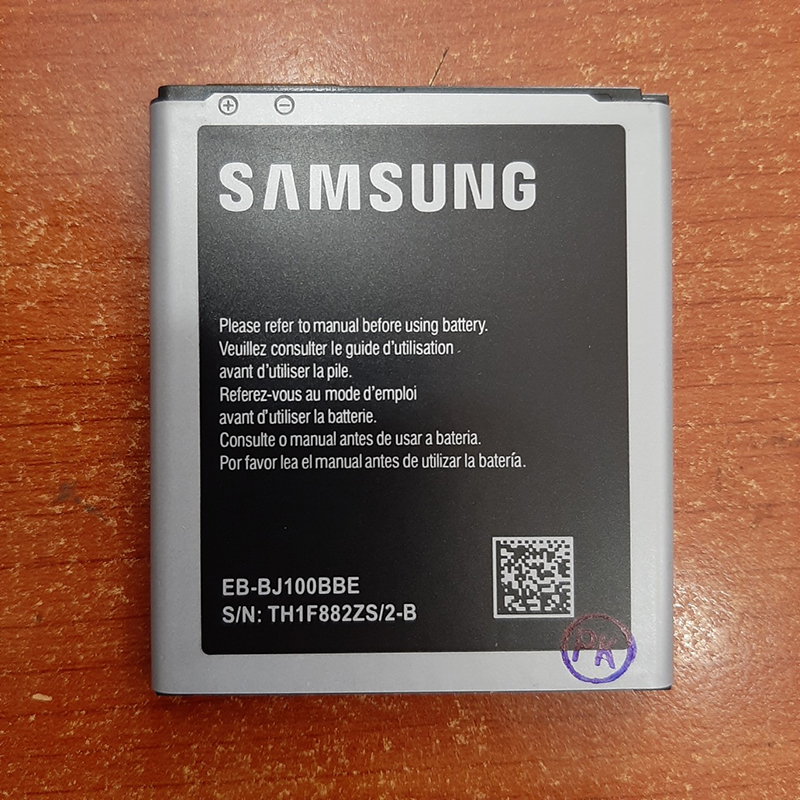 + -
SAMSUNG
Please refer to manual before using battery.
Veuillez consulter le guide d'utilisation
avant d'utiliser la pile.
Referez-vous au mode d'emploi
avant d'utiliser la batterie.
Consulte o manual antes de usar a bateria.
Por favor lea el manual antes de utilizar la batería.
EB-BJ100BBE
S/N: TH1F882ZS/2-B
PK